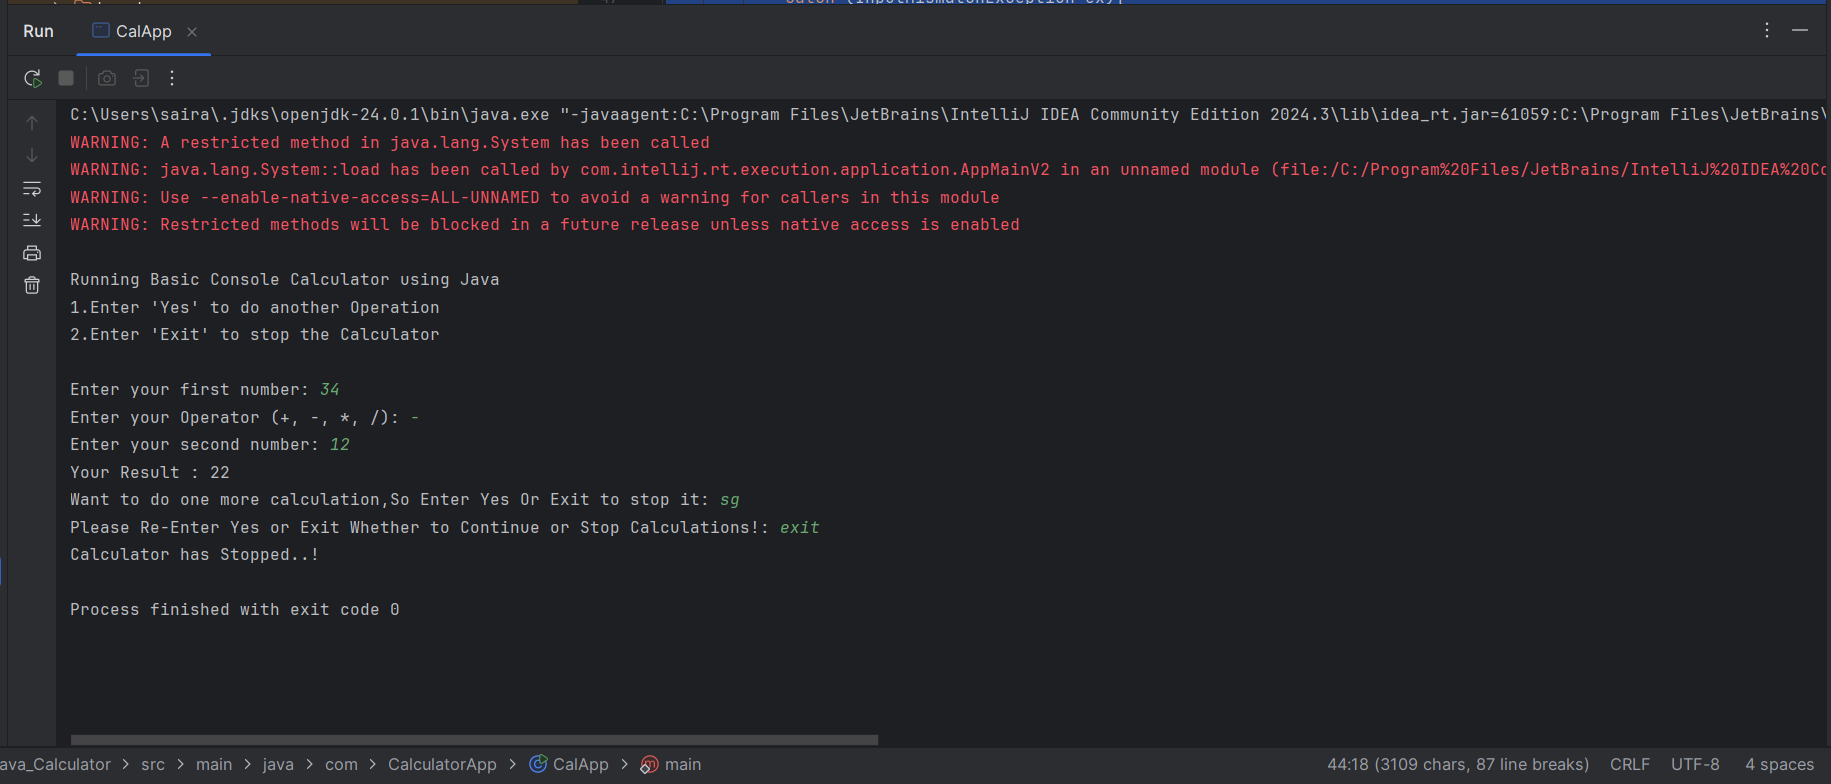 Run CalApp
C:\Users\saira\.jdks\openjdk-24.0.1\bin\java.exe "-javaagent:C:\Program Files\JetBrains\IntelliJ IDEA Community Edition 2024.3\lib\idea_rt.jar=61059:C:\Program Files\JetBrains\
WARNING: A restricted method in java.lang.System has been called
WARNING: java.lang.System::load has been called by com.intellij.rt.execution.application.AppMainV2 in an unnamed module (file:/C:/Program%20Files/JetBrains/IntelliJ%20IDEA%20Co
WARNING: Use --enable-native-access=ALL-UNNAMED to avoid a warning for callers in this module
WARNING: Restricted methods will be blocked in a future release unless native access is enabled
Running Basic Console Calculator using Java
1.Enter 'Yes' to do another Operation
2.Enter 'Exit' to stop the Calculator
Enter your first number: 34
Enter your Operator (+, -, *, /): -
Enter your second number: 12
Your Result : 22
Want to do one more calculation,So Enter Yes Or Exit to stop it: sg
Please Re-Enter Yes or Exit Whether to Continue or Stop Calculations!: exit
Calculator has Stopped..!
Process finished with exit code 0
ava_Calculator > src > main > java > com > CalculatorApp > CalApp > main 44:18 (3109 chars, 87 line breaks) CRLF UTF-8 4 spaces